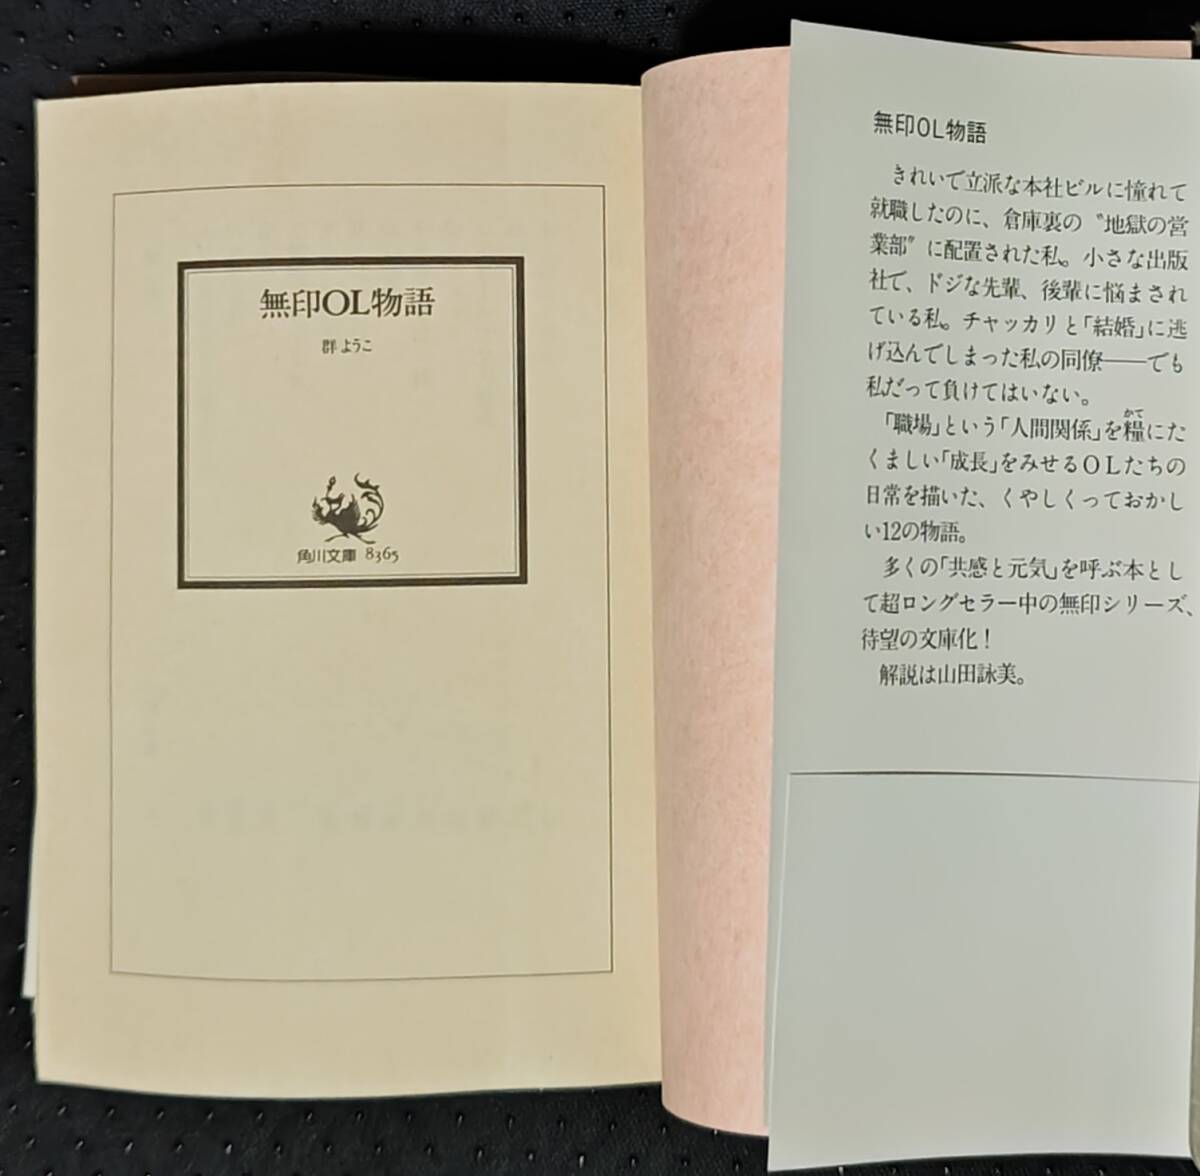 無印OL物語
群ようこ
角川文庫 8365
無印OL物語
きれいで立派な本社ビルに憧れて
就職したのに、倉庫裏の〝地獄の営
業部〟に配置された私。小さな出版
社で、ドジな先輩、後輩に悩まされ
ている私。チャッカリと「結婚」に逃
げ込んでしまった私の同僚――でも
私だって負けてはいない。
「職場」という「人間関係」を糧にた
かて
くましい「成長」をみせるOLたちの
日常を描いた、くやしくっておかし
い12の物語。
多くの「共感と元気」を呼ぶ本とし
て超ロングセラー中の無印シリーズ、
待望の文庫化！
解説は山田詠美。